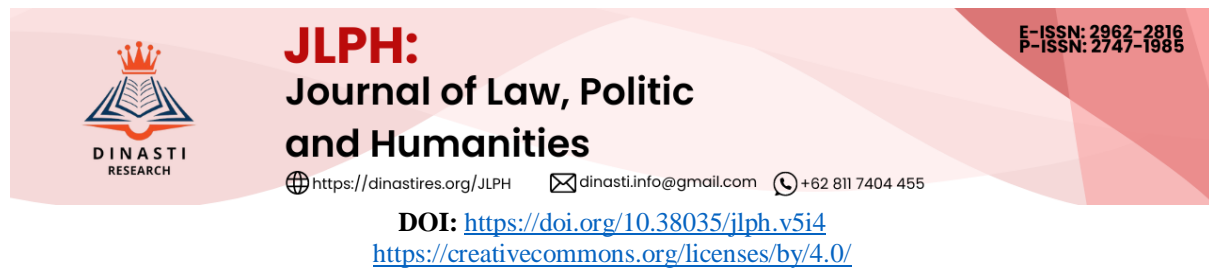 E-ISSN: 2962-2816
P-ISSN: 2747-1985
JLPH:
Journal of Law, Politic
and Humanities
DINASTI
RESEARCH
https://dinastires.org/JLPH dinasti.info@gmail.com +62 811 7404 455
DOI: https://doi.org/10.38035/jlph.v5i4
https://creativecommons.org/licenses/by/4.0/